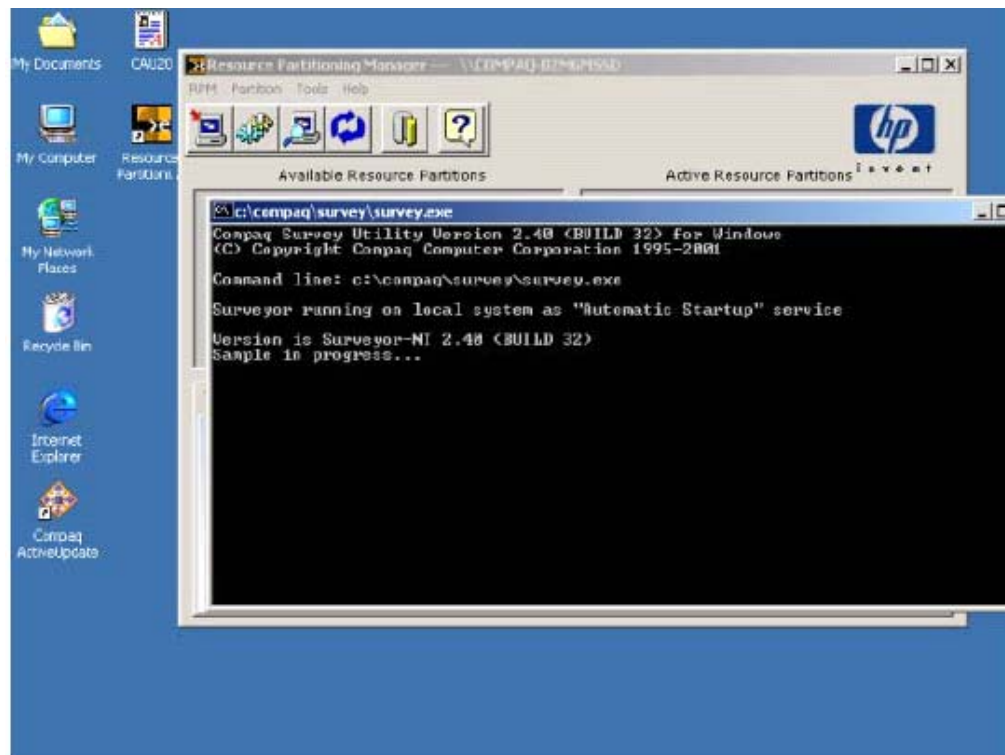 My Documents
CAU20
Resource Partitioning Manager --- \\COMPAQ-
RPM Partition Tools Help
hp
invent
My Computer
Resource
Partition
Available Resource Partitions
Active Resource Partitions
c:\compaq\survey\survey.exe
Compaq Survey Utility Version 2.40 (BUILD 32) for Windows
(C) Copyright Compaq Computer Corporation 1995-2001
Command line: c:\compaq\survey\survey.exe
Surveyor running on local system as "Automatic Startup" service
Version is Surveyor-NT 2.40 (BUILD 32)
Sample in progress...
My Network
Places
Recycle Bin
Internet
Explorer
Compaq
ActiveUpdate